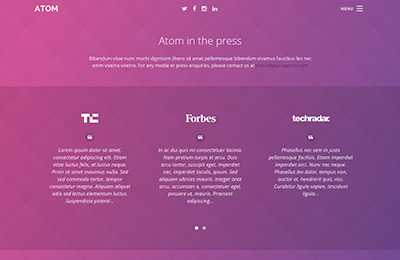 ATOM
MENU
Atom in the press
Bibendum vitae nunc morbi dignissim libero sit amet pellentesque bibendum vivamus faucibus leo nec
enim viverra viverra. For any media or press enquiries, please contact us at
TC
Forbes
techradar.
Lorem ipsum dolor sit amet,
consectetur adipiscing elit. Etiam
vitae luctus felis, at luctus neque.
Proin sit amet maximus nulla. Sed
sed commodo tortor, tempor
consectetur magna. Aliquam aliquet
odio sed lectus elementum luctus.
Suspendisse potenti...
In ac dui quis mi consectetur lacinia.
Nam pretium turpis et arcu. Duis
arcu tortor, suscipit eget, imperdiet
nec, imperdiet iaculis, ipsum. Sed
aliquam ultrices mauris. Integer ante
arcu, accumsan a, consectetuer eget,
posuere ut, mauris. Praesent
adipiscing...
Phasellus nec sem in justo
pellentesque facilisis. Etiam imperdiet
imperdiet orci. Nunc nec neque.
Phasellus leo dolor, tempus non,
auctor et, hendrerit quis, nisi.
Curabitur ligula sapien, tincidunt
non...